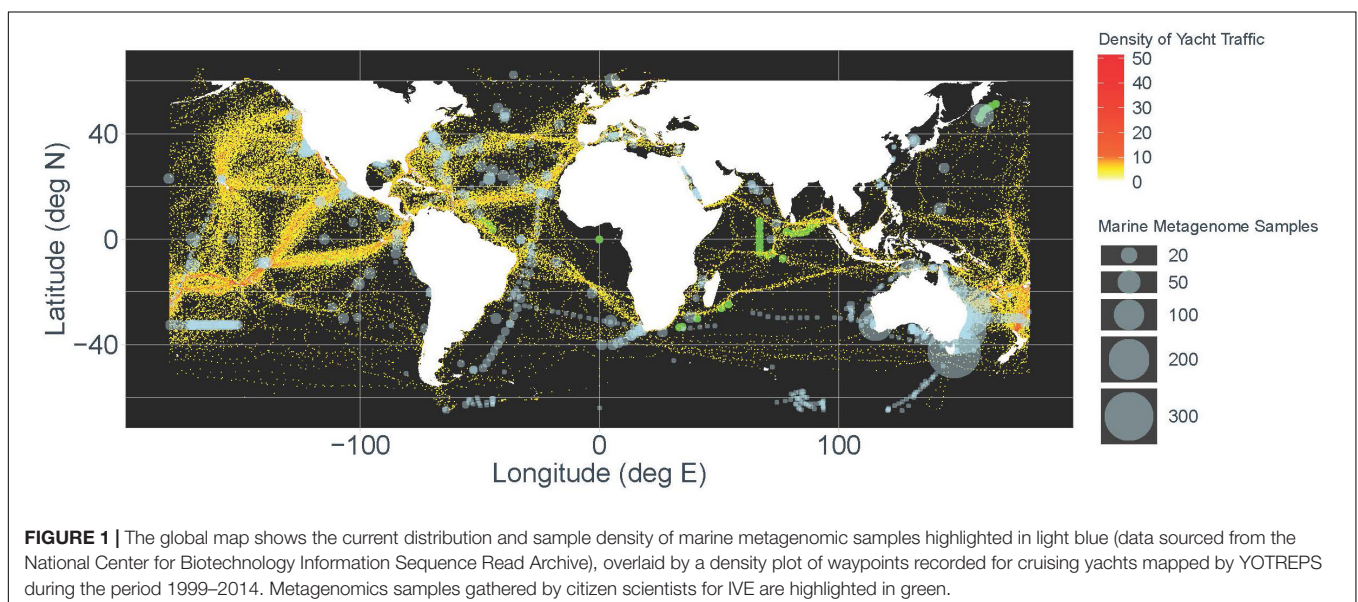 Density of Yacht Traffic
50
40
30
20
10
0
Marine Metagenome Samples
20
50
100
200
300
Latitude (deg N)
40
0
−40
−100
0
100
Longitude (deg E)
FIGURE 1 | The global map shows the current distribution and sample density of marine metagenomic samples highlighted in light blue (data sourced from the
National Center for Biotechnology Information Sequence Read Archive), overlaid by a density plot of waypoints recorded for cruising yachts mapped by YOTREPS
during the period 1999–2014. Metagenomics samples gathered by citizen scientists for IVE are highlighted in green.